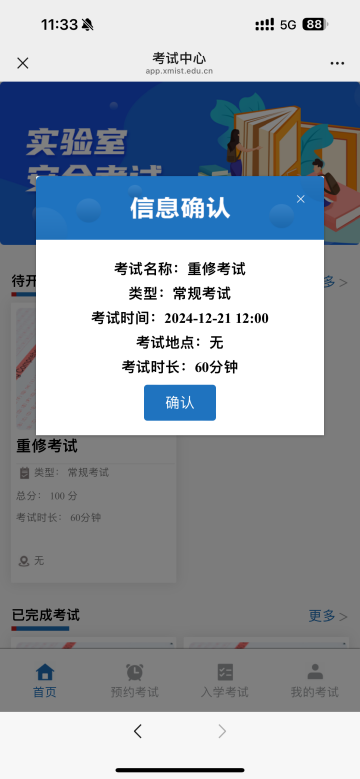 11:33
5G
88
考试中心
app.xmist.edu.cn
实验室
安全考试
信息确认
考试名称：重修考试
类型：常规考试
考试时间：2024-12-21 12:00
考试地点：无
考试时长：60分钟
确认
待开
多 >
重修考试
类型： 常规考试
总分： 100 分
考试时长： 60分钟
无
已完成考试
更多 >
首页
预约考试
入学考试
我的考试